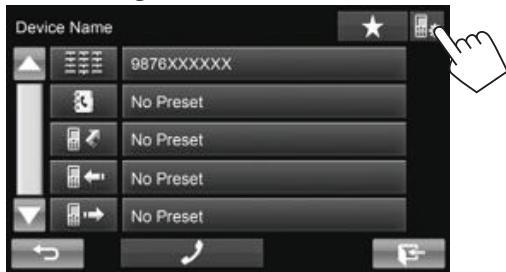 Device Name
9876XXXXXX
No Preset
No Preset
No Preset
No Preset